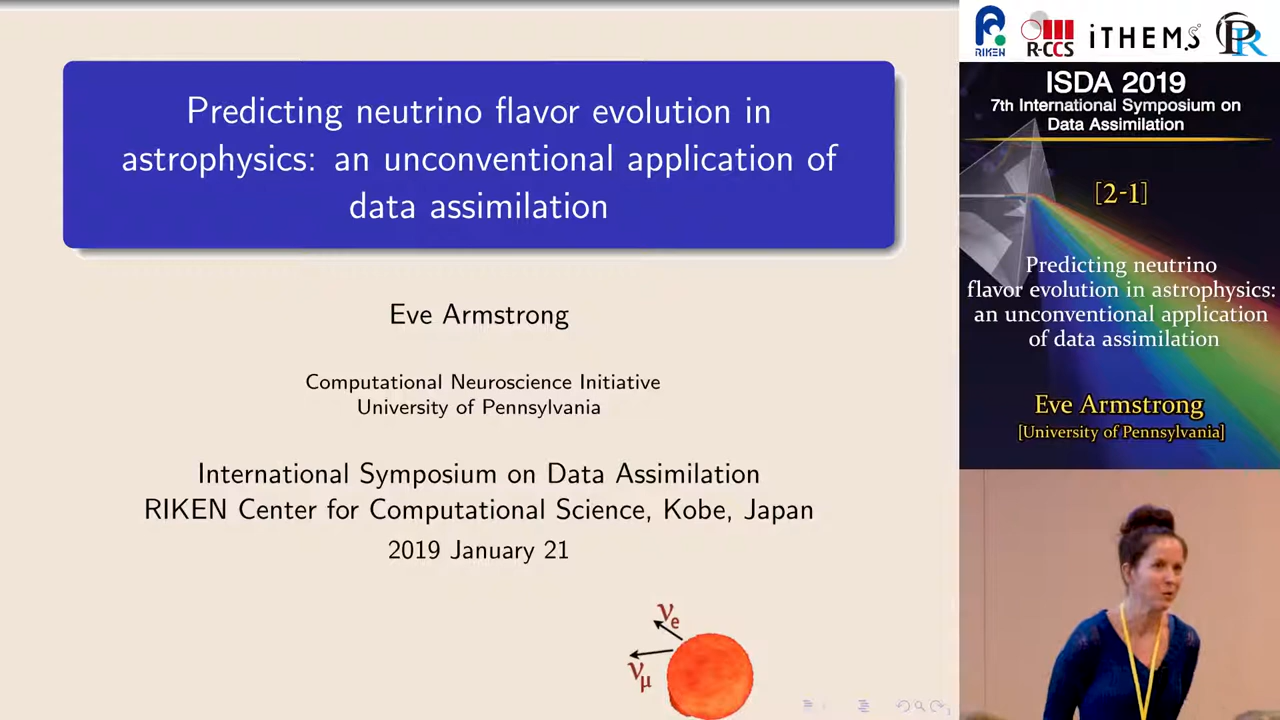 Predicting neutrino flavor evolution in
astrophysics: an unconventional application of
data assimilation
Eve Armstrong
Computational Neuroscience Initiative
University of Pennsylvania
International Symposium on Data Assimilation
RIKEN Center for Computational Science, Kobe, Japan
2019 January 21
νe
νμ
RIKEN
R-CCS
iTHEMS
PR
ISDA 2019
7th International Symposium on
Data Assimilation
[2-1]
Predicting neutrino
flavor evolution in astrophysics:
an unconventional application
of data assimilation
Eve Armstrong
[University of Pennsylvania]